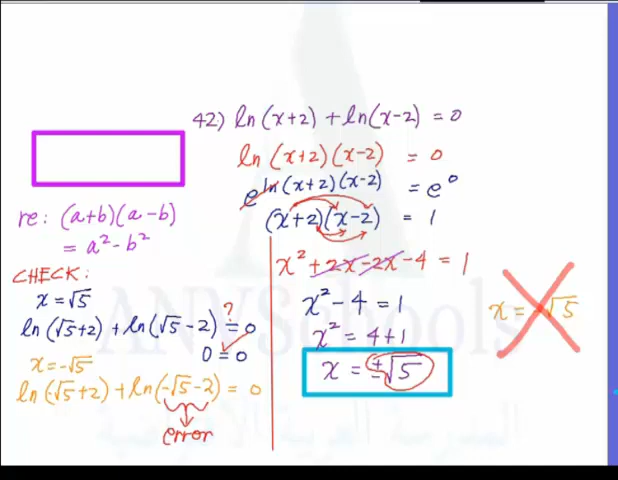 42) ln(x+2) + ln(x-2) = 0
ln(x+2)(x-2) = 0
e^ln(x+2)(x-2) = e^0
(x+2)(x-2) = 1
x² + 2x - 2x - 4 = 1
x² - 4 = 1
x² = 4+1
x = ±√5
x = -√5
re: (a+b)(a-b)
= a² - b²
CHECK:
x = √5
ln(√5+2) + ln(√5-2) ?= 0
0 = 0
x = -√5
ln(-√5+2) + ln(-√5-2) = 0
error
ANYSchools